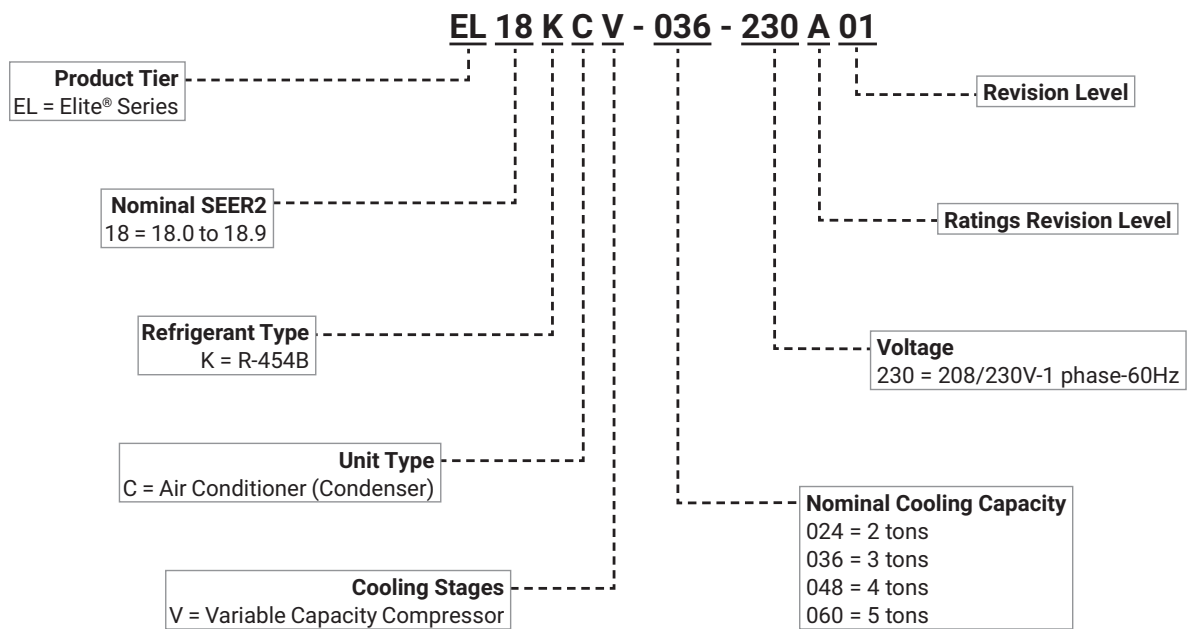 EL 18 K C V - 036 - 230 A 01
Product Tier
EL = Elite® Series
Revision Level
Nominal SEER2
18 = 18.0 to 18.9
Ratings Revision Level
Refrigerant Type
K = R-454B
Voltage
230 = 208/230V-1 phase-60Hz
Unit Type
C = Air Conditioner (Condenser)
Nominal Cooling Capacity
024 = 2 tons
036 = 3 tons
048 = 4 tons
060 = 5 tons
Cooling Stages
V = Variable Capacity Compressor